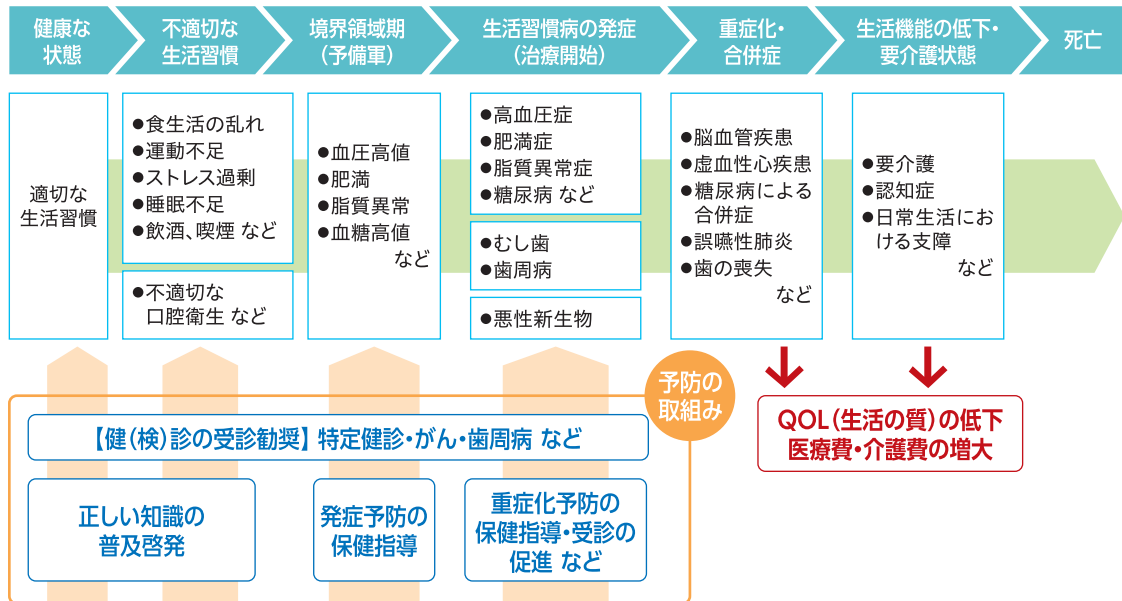 健康な
状態
不適切な
生活習慣
境界領域期
（予備軍）
生活習慣病の発症
（治療開始）
重症化・
合併症
生活機能の低下・
要介護状態
死亡
適切な
生活習慣
●食生活の乱れ
●運動不足
●ストレス過剰
●睡眠不足
●飲酒、喫煙 など
●不適切な
口腔衛生 など
●血圧高値
●肥満
●脂質異常
●血糖高値
など
●高血圧症
●肥満症
●脂質異常症
●糖尿病 など
●むし歯
●歯周病
●悪性新生物
●脳血管疾患
●虚血性心疾患
●糖尿病による
合併症
●誤嚥性肺炎
●歯の喪失
など
●要介護
●認知症
●日常生活にお
ける支障
など
予防の
取組み
【健（検）診の受診勧奨】 特定健診・がん・歯周病 など
正しい知識の
普及啓発
発症予防の
保健指導
重症化予防の
保健指導・受診の
促進 など
QOL（生活の質）の低下
医療費・介護費の増大